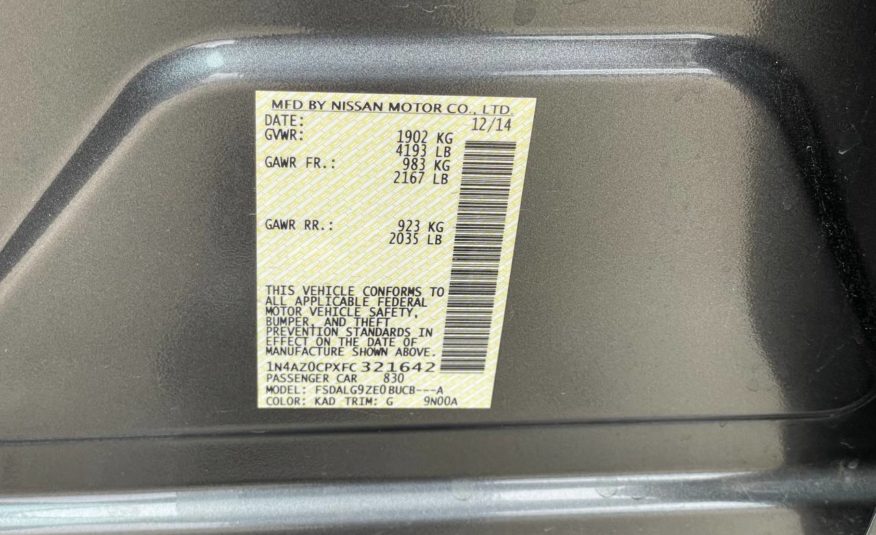 MFD BY NISSAN MOTOR CO., LTD.
DATE: 12/14
GVWR: 1902 KG
4193 LB
GAWR FR.: 983 KG
2167 LB
GAWR RR.: 923 KG
2035 LB
THIS VEHICLE CONFORMS TO
ALL APPLICABLE FEDERAL
MOTOR VEHICLE SAFETY,
BUMPER, AND THEFT
PREVENTION STANDARDS IN
EFFECT ON THE DATE OF
MANUFACTURE SHOWN ABOVE.
1N4AZ0CPXFC321642
PASSENGER CAR 830
MODEL: FSDALG9ZE0BUCB---A
COLOR: KAD TRIM: G 9N00A